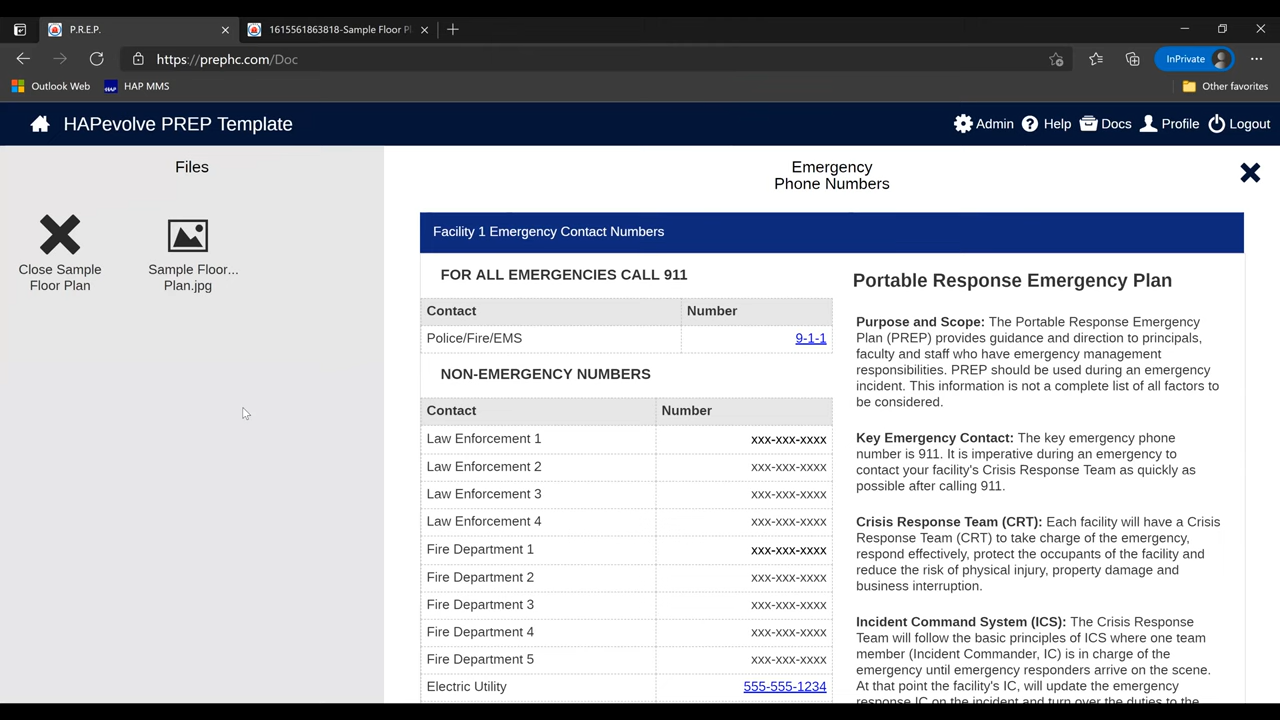 P.R.E.P.
1615561863818-Sample Floor P
https://prephc.com/Doc
InPrivate
Outlook Web
HAP MMS
Other favorites
HAPevolve PREP Template
Admin
Help
Docs
Profile
Logout
Files
Close Sample
Floor Plan
Sample Floor...
Plan.jpg
Emergency
Phone Numbers
Facility 1 Emergency Contact Numbers
FOR ALL EMERGENCIES CALL 911
Contact Number
Police/Fire/EMS 9-1-1
NON-EMERGENCY NUMBERS
Contact Number
Law Enforcement 1 xxx-xxx-xxxx
Law Enforcement 2 xxx-xxx-xxxx
Law Enforcement 3 xxx-xxx-xxxx
Law Enforcement 4 xxx-xxx-xxxx
Fire Department 1 xxx-xxx-xxxx
Fire Department 2 xxx-xxx-xxxx
Fire Department 3 xxx-xxx-xxxx
Fire Department 4 xxx-xxx-xxxx
Fire Department 5 xxx-xxx-xxxx
Electric Utility 555-555-1234
Portable Response Emergency Plan
Purpose and Scope: The Portable Response Emergency
Plan (PREP) provides guidance and direction to principals,
faculty and staff who have emergency management
responsibilities. PREP should be used during an emergency
incident. This information is not a complete list of all factors to
be considered.
Key Emergency Contact: The key emergency phone
number is 911. It is imperative during an emergency to
contact your facility's Crisis Response Team as quickly as
possible after calling 911.
Crisis Response Team (CRT): Each facility will have a Crisis
Response Team (CRT) to take charge of the emergency,
respond effectively, protect the occupants of the facility and
reduce the risk of physical injury, property damage and
business interruption.
Incident Command System (ICS): The Crisis Response
Team will follow the basic principles of ICS where one team
member (Incident Commander, IC) is in charge of the
emergency until emergency responders arrive on the scene.
At that point the facility's IC, will update the emergency
response IC on the incident and turn over the duties to the